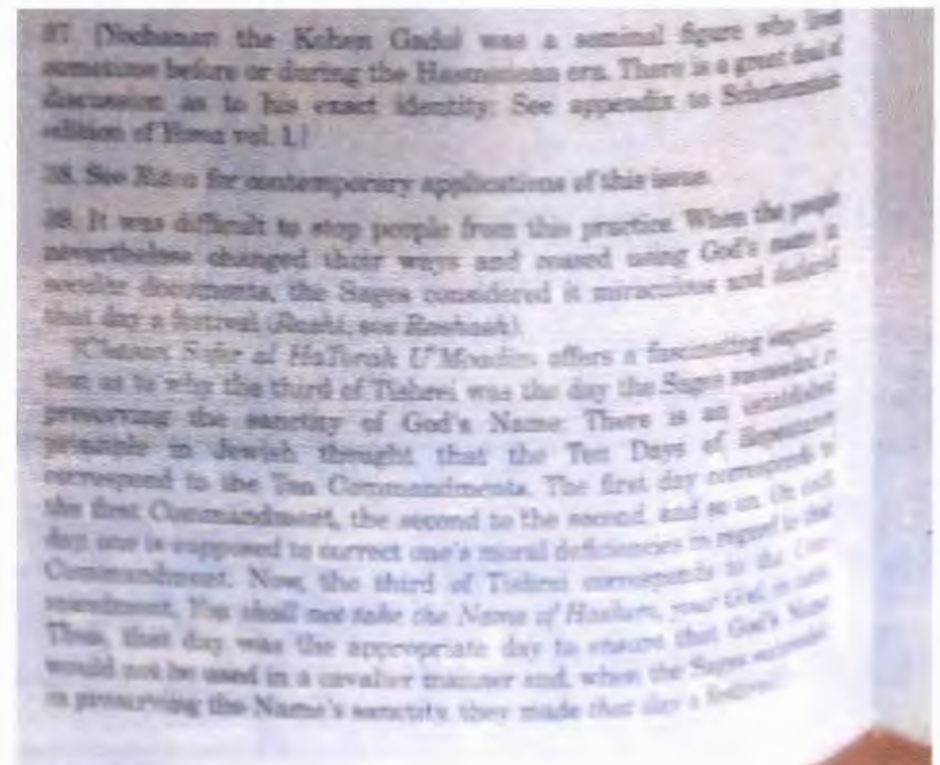 37. [Yochanan the Kohen Gadol was a seminal figure who lived
sometime before or during the Hasmonean era. There is a great deal of
discussion as to his exact identity. See appendix to Schottenstein
edition of Yoma vol. 1.]
38. See Ritva for contemporary applications of this issue.
39. It was difficult to stop people from this practice. When the people
nevertheless changed their ways and ceased using God's name in
secular documents, the Sages considered it miraculous and declared
that day a festival (Rashi, see Rashash).
[Chasam Sofer al HaTorah U'Moadim offers a fascinating
tion as to why the third of Tishrei was the day the Sages succeeded in
preserving the sanctity of God's Name. There is an established
principle in Jewish thought that the Ten Days of Repentance
correspond to the Ten Commandments. The first day corresponds to
the first Commandment, the second to the second, and so on. On each
day, one is supposed to correct one's moral deficiencies in regard to that
Commandment. Now, the third of Tishrei corresponds to the
mandment, You shall not take the Name of Hashem, your God, in vain.
Thus, that day was the appropriate day to ensure that God's Name
would not be used in a cavalier manner and, when the Sages succeeded
in preserving the Name's sanctity, they made that day a festival.